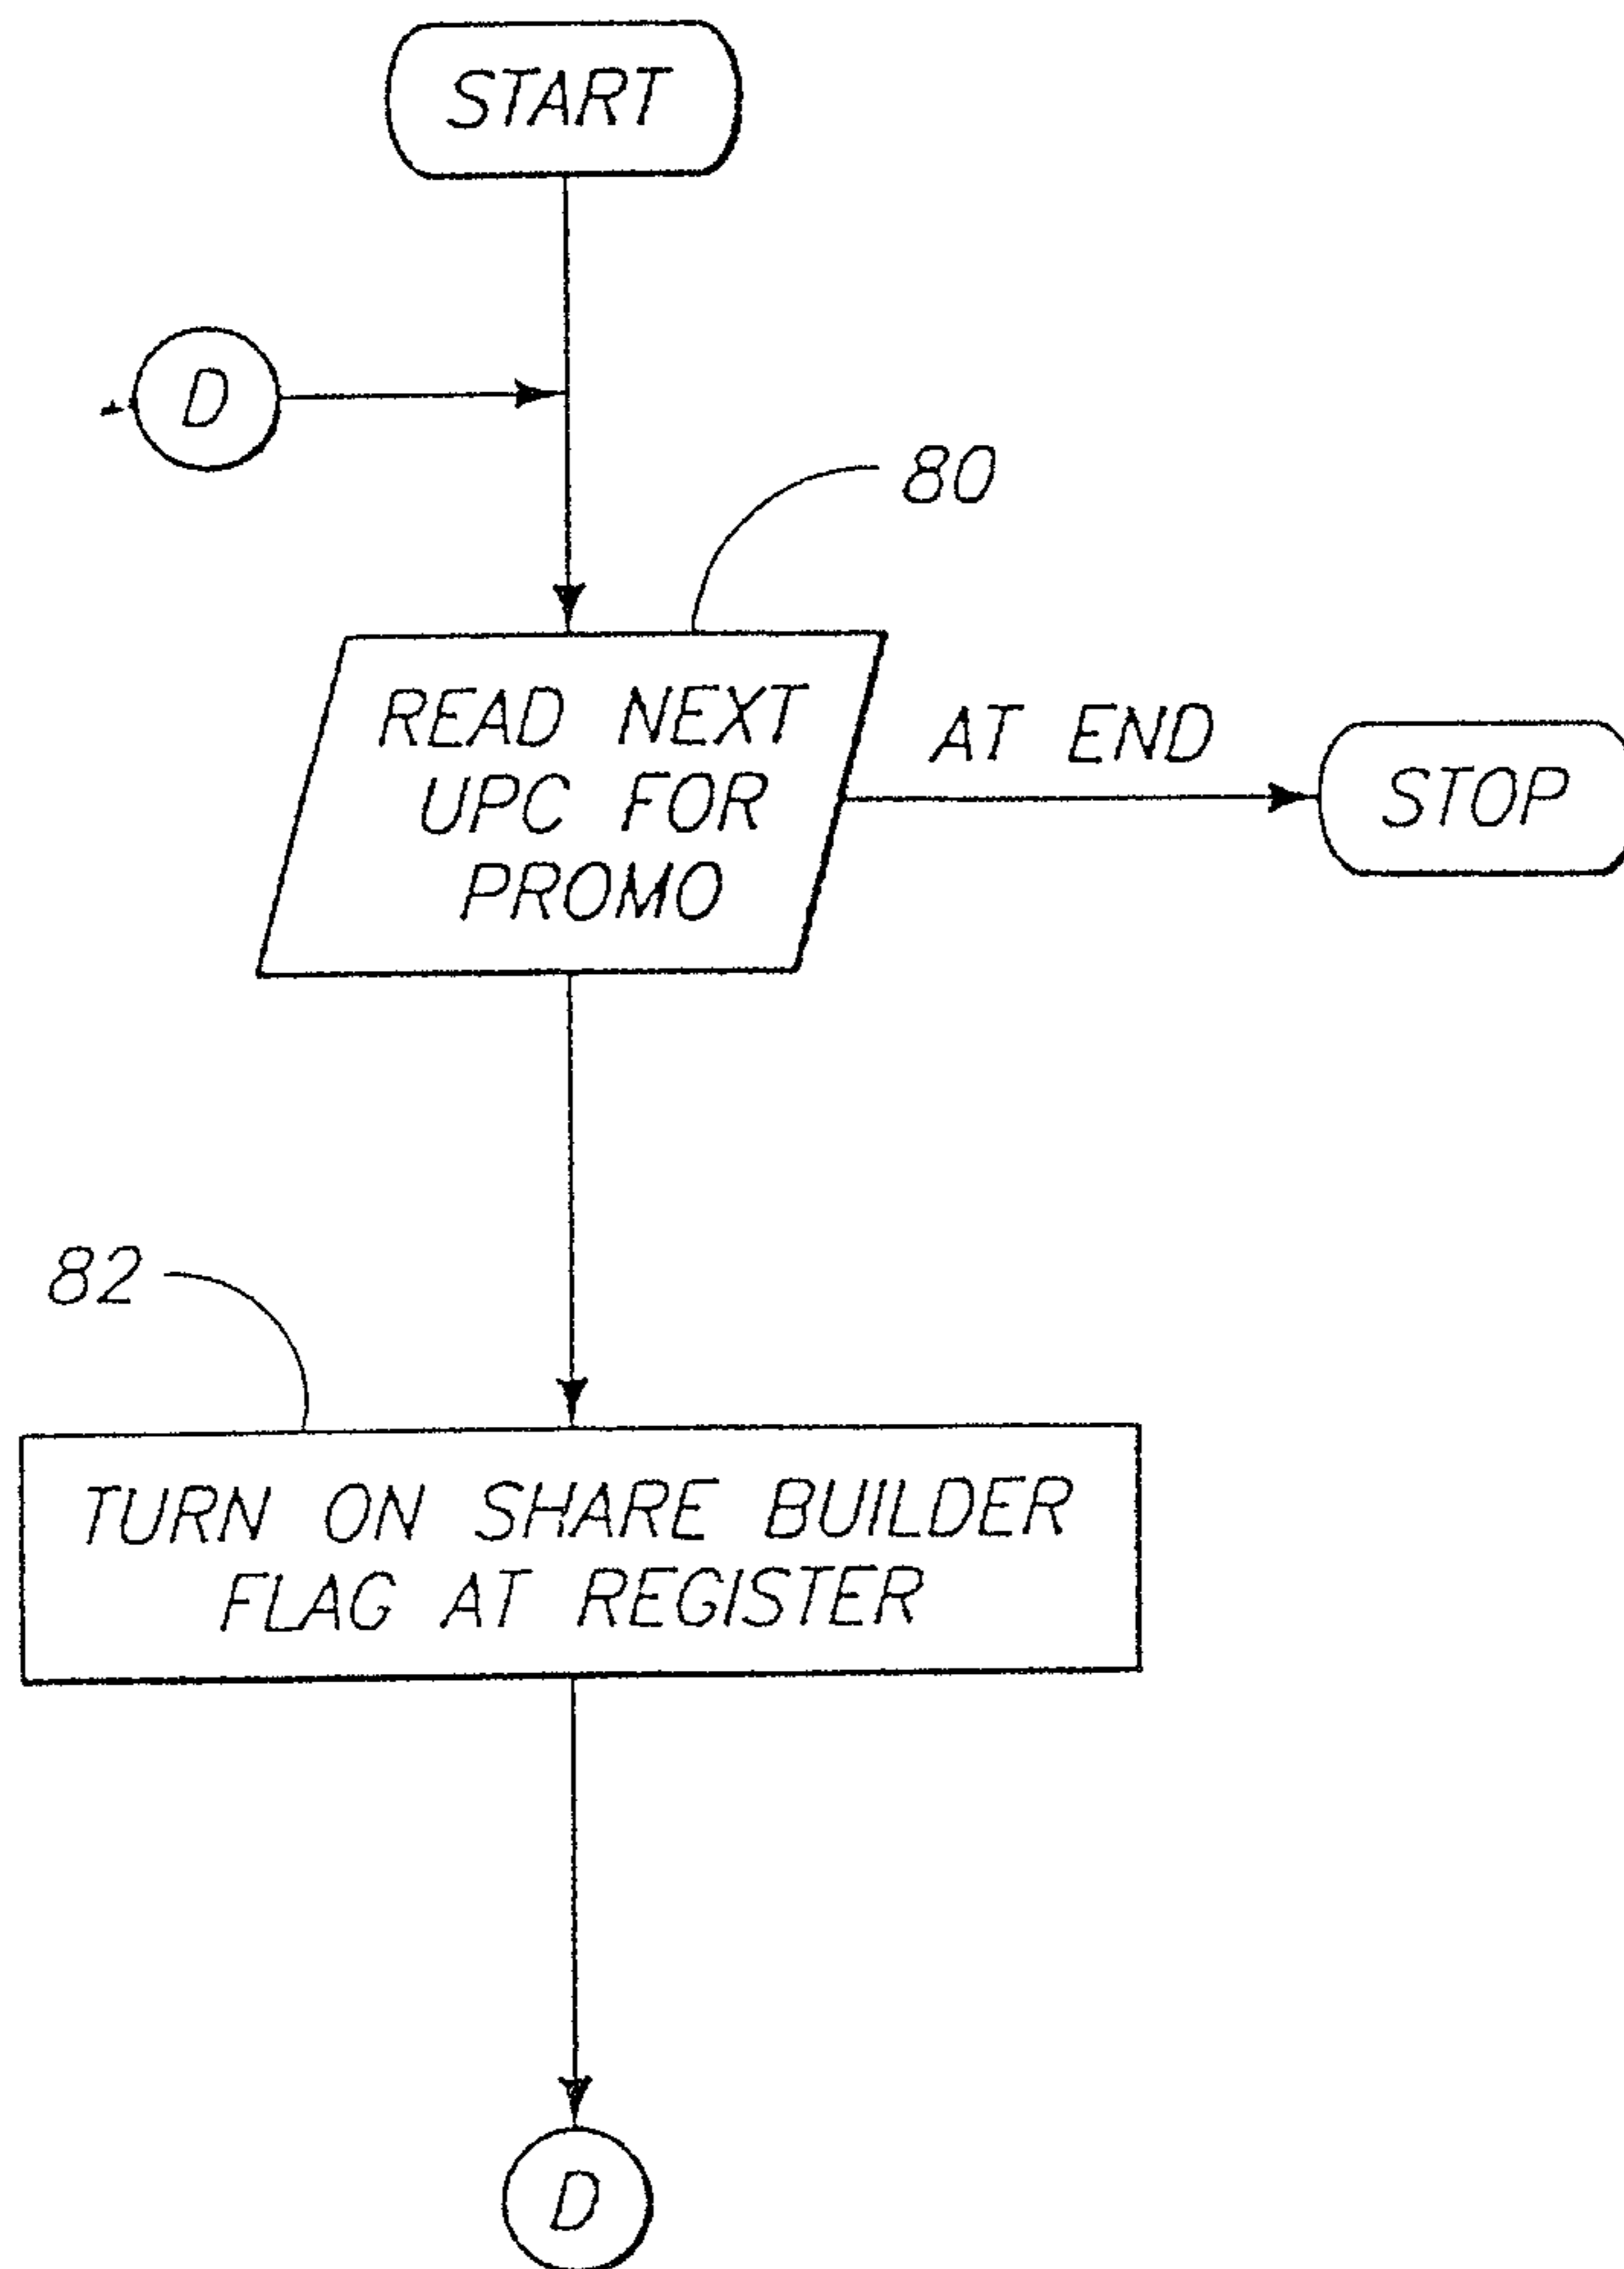 START
D
80
READ NEXT
UPC FOR
PROMO
AT END
STOP
82
TURN ON SHARE BUILDER
FLAG AT REGISTER
D